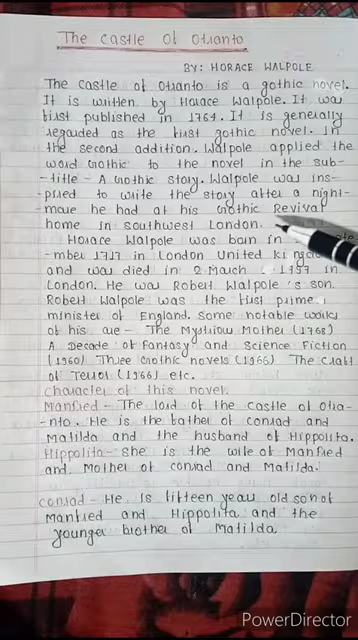 The Castle of Otranto
BY: HORACE WALPOLE
The Castle of Otranto is a gothic novel.
It is written by Horace Walpole. It was
first published in 1764. It is generally
regarded as the first gothic novel. In
the second addition. Walpole applied the
word Gothic to the novel in the sub-
-title - A Gothic story. Walpole was ins-
-pired to write the story after a night-
-mare he had at his Gothic Revival
home in southwest London.
Horace Walpole was born in
-mber 1717 in London United kingdom
and was died in 2 March 1797 in
London. He was Robert Walpole's son.
Robert Walpole was the first prime
minister of England. Some notable works
of his are - The Mysterious Mother (1768)
A Decade of Fantasy and Science Fiction
(1960) Three Gothic novels (1966) The Craft
of Terror (1966) etc.
Character of this novel.
Manfred - The lord of the castle of Otra-
-nto. He is the father of conrad and
Matilda and the husband of Hippolita.
Hippolita - she is the wife of Manfred
and Mother of conrad and Matilda.
conrad - He is fifteen years old son of
Manfred and Hippolita and the
younger brother of Matilda
PowerDirector